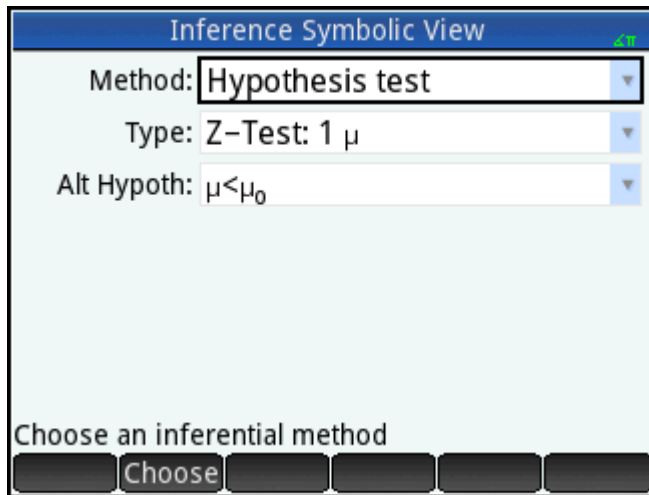 Inference Symbolic View
∡π
Method: Hypothesis test
Type: Z-Test: 1 μ
Alt Hypoth: μ<μ₀
Choose an inferential method
Choose